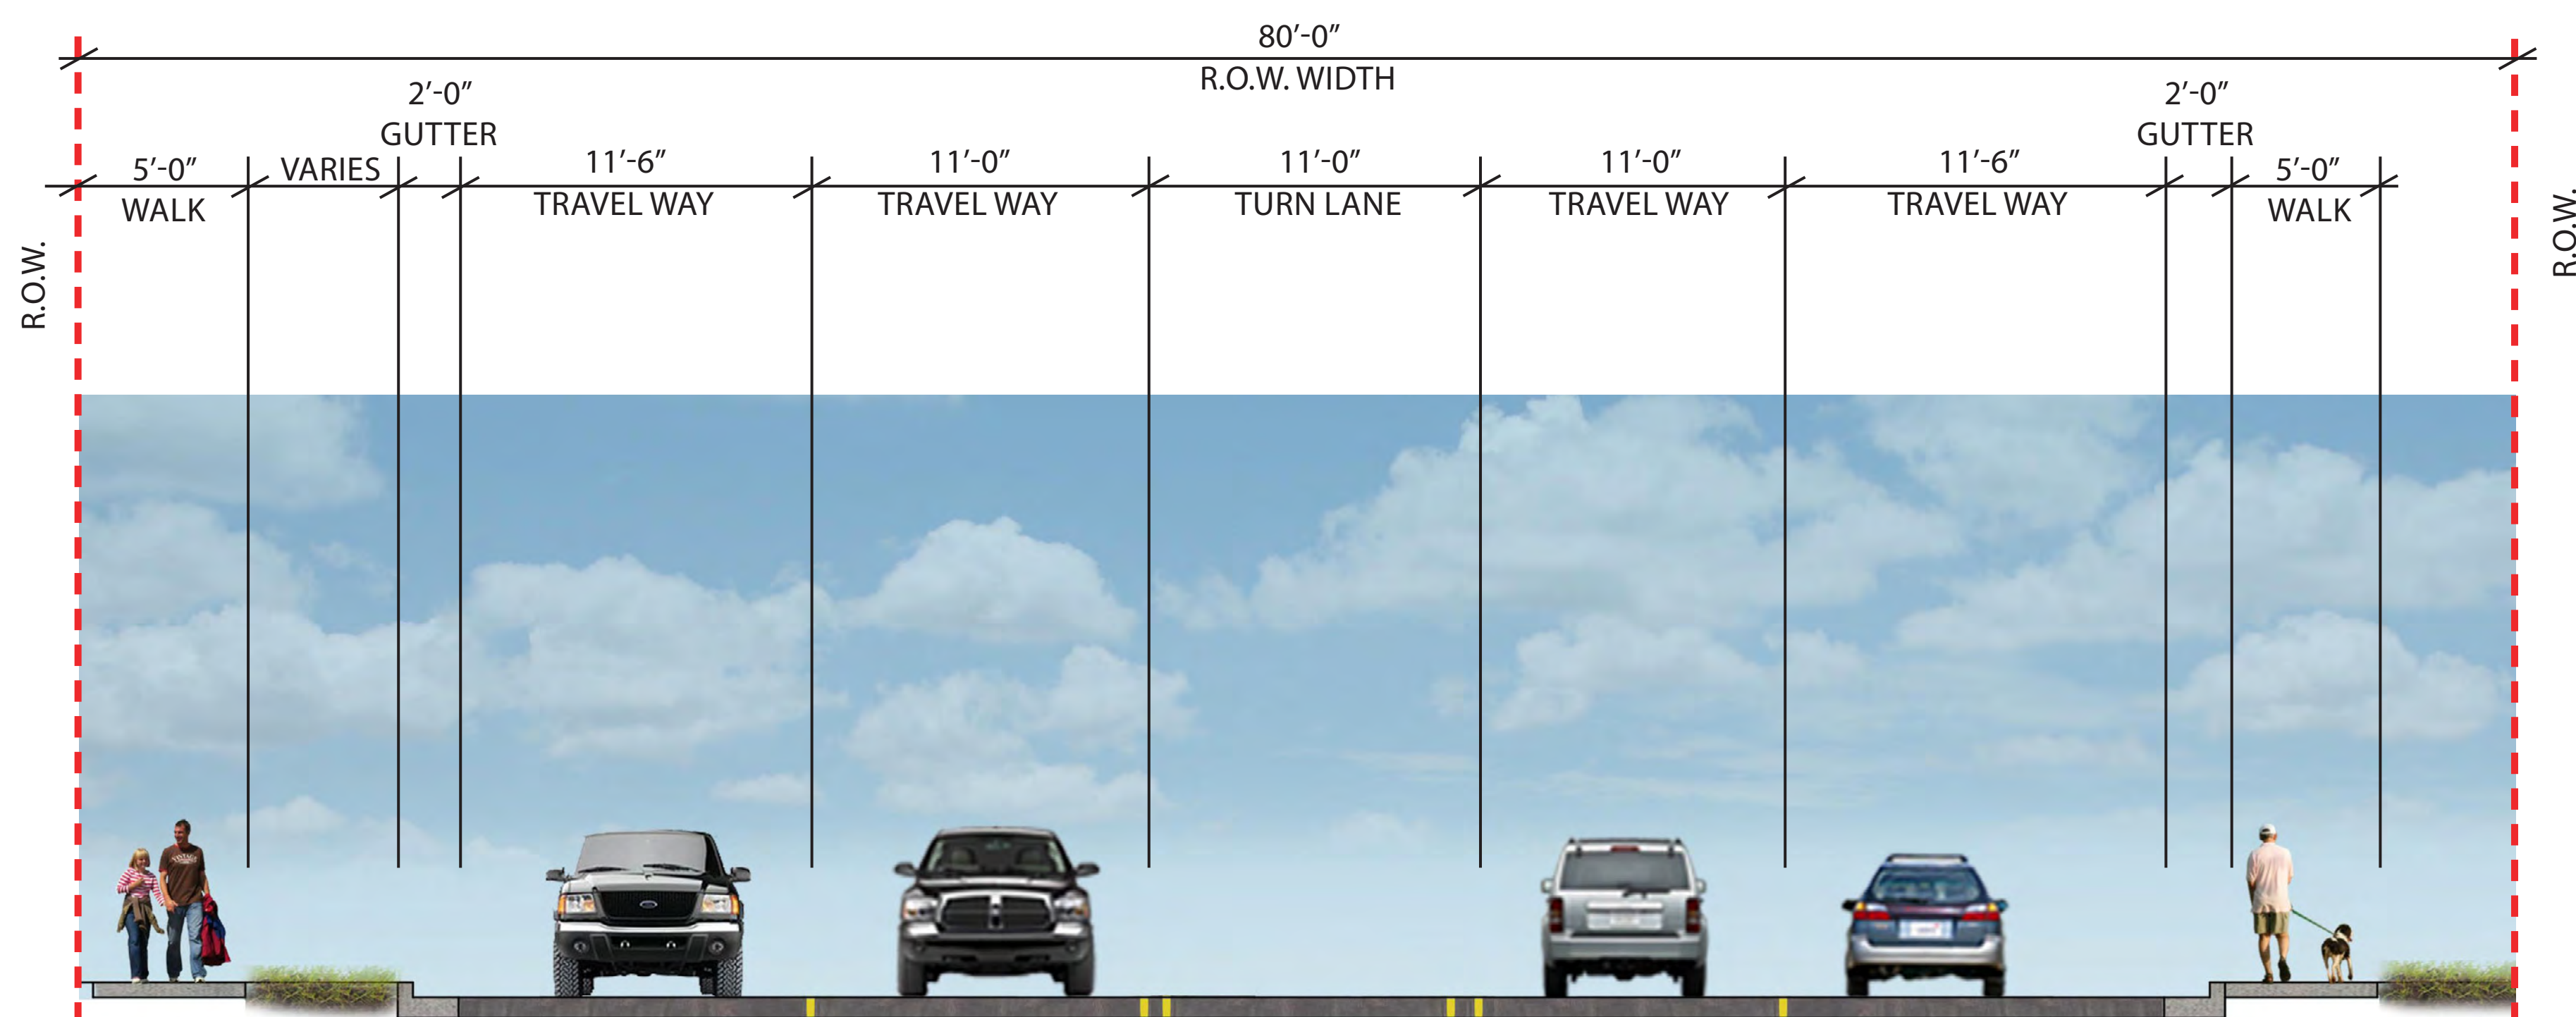 80’-0”
R.O.W. WIDTH
2’-0”
GUTTER
2’-0”
GUTTER
5’-0”
WALK
VARIES
11’-6”
TRAVEL WAY
11’-0”
TRAVEL WAY
11’-0”
TURN LANE
11’-0”
TRAVEL WAY
11’-6”
TRAVEL WAY
5’-0”
WALK
R.O.W.
R.O.W.